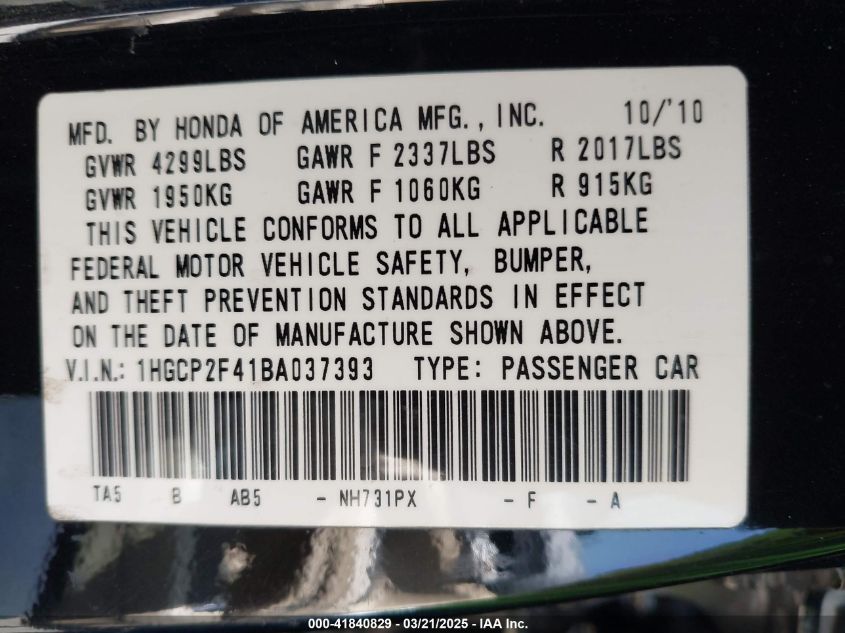 MFD. BY HONDA OF AMERICA MFG., INC. 10/'10
GVWR 4299LBS GAWR F 2337LBS R 2017LBS
GVWR 1950KG GAWR F 1060KG R 915KG
THIS VEHICLE CONFORMS TO ALL APPLICABLE
FEDERAL MOTOR VEHICLE SAFETY, BUMPER,
AND THEFT PREVENTION STANDARDS IN EFFECT
ON THE DATE OF MANUFACTURE SHOWN ABOVE.
V.I.N.: 1HGCP2F41BA037393 TYPE: PASSENGER CAR
TA5 B AB5 - NH731PX - F - A
000-41840829 - 03/21/2025 - IAA Inc.